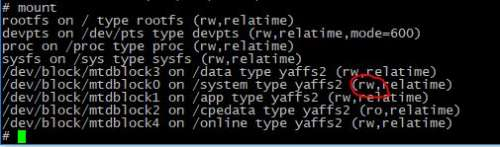 # mount
rootfs on / type rootfs (rw,relatime)
devpts on /dev/pts type devpts (rw,relatime,mode=600)
proc on /proc type proc (rw,relatime)
sysfs on /sys type sysfs (rw,relatime)
/dev/block/mtdblock3 on /data type yaffs2 (rw,relatime)
/dev/block/mtdblock0 on /system type yaffs2 (rw,relatime)
/dev/block/mtdblock1 on /app type yaffs2 (rw,relatime)
/dev/block/mtdblock2 on /cpedata type yaffs2 (ro,relatime)
/dev/block/mtdblock4 on /online type yaffs2 (rw,relatime)
#